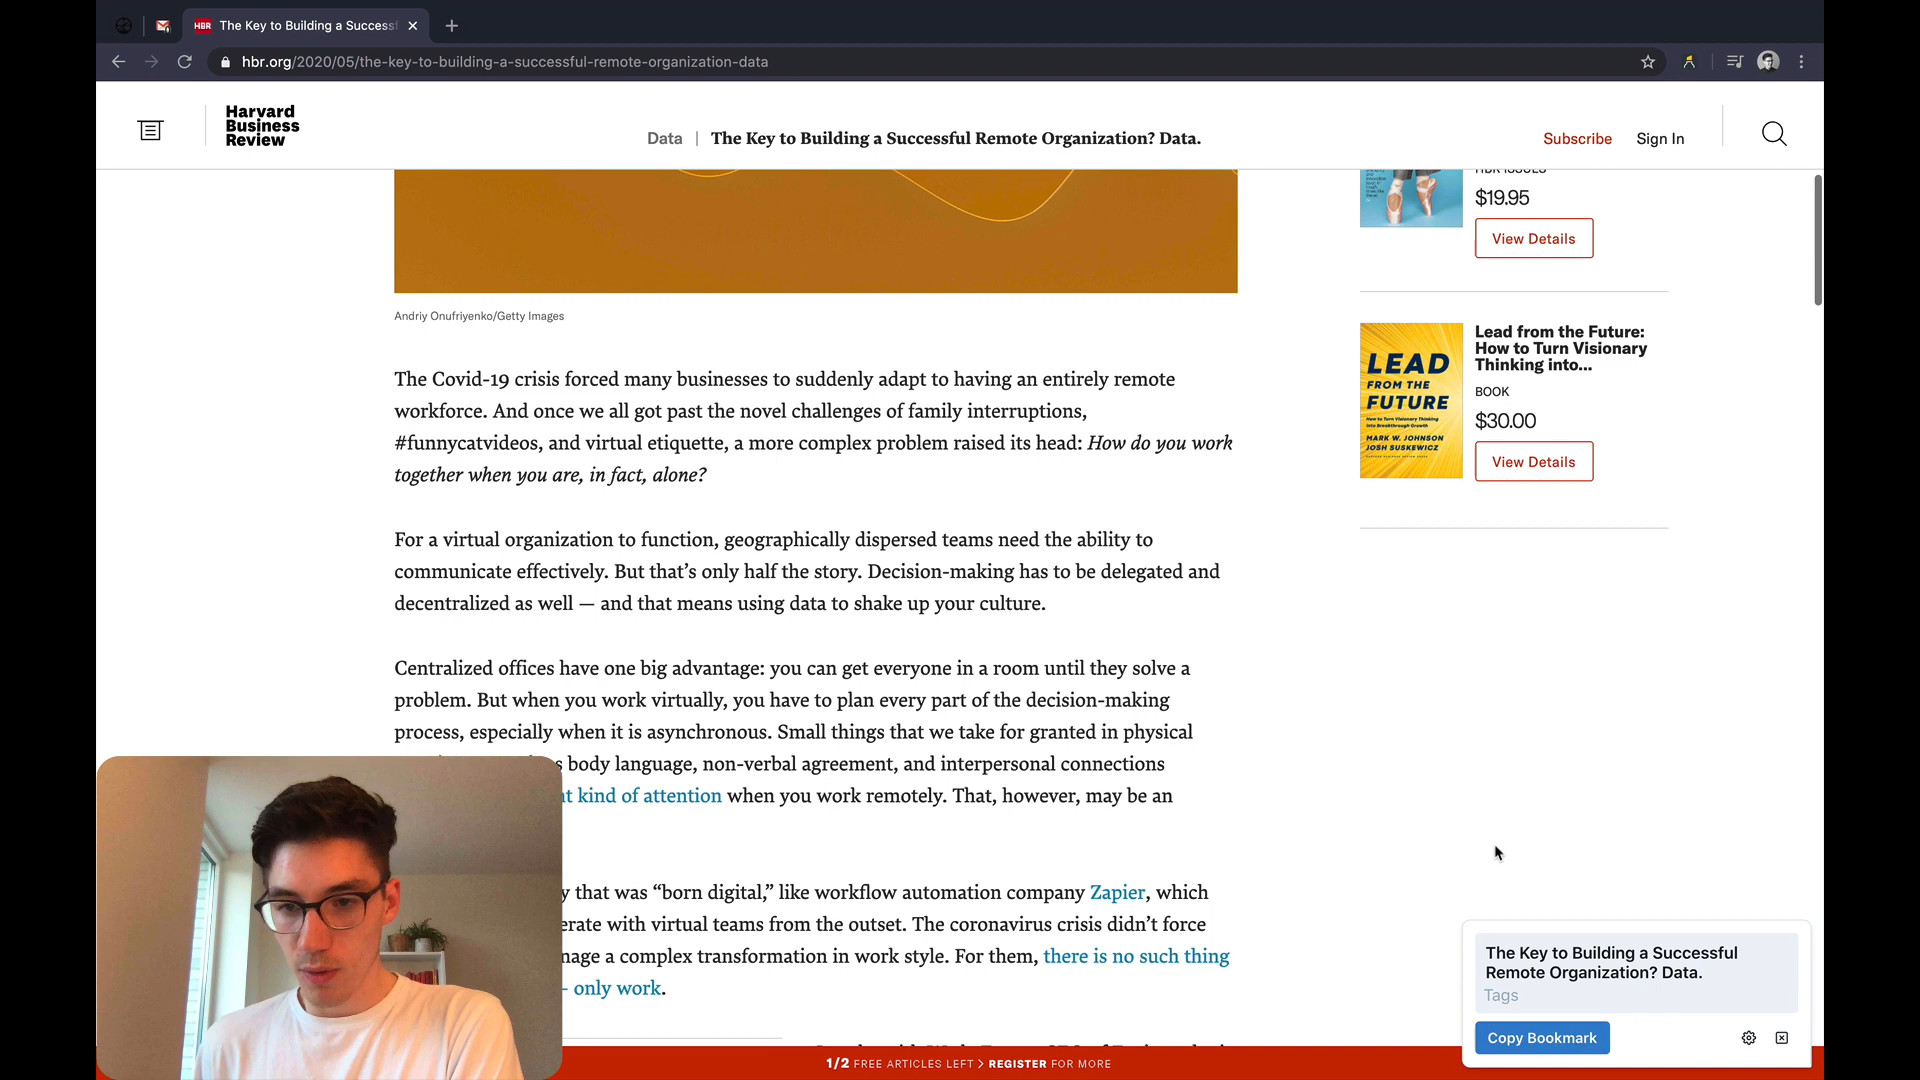 HBR The Key to Building a Success
hbr.org/2020/05/the-key-to-building-a-successful-remote-organization-data
Harvard
Business
Review
Data | The Key to Building a Successful Remote Organization? Data.
Subscribe Sign In
HBR ISSUES
$19.95
View Details
Andriy Onufriyenko/Getty Images
The Covid-19 crisis forced many businesses to suddenly adapt to having an entirely remote
workforce. And once we all got past the novel challenges of family interruptions,
#funnycatvideos, and virtual etiquette, a more complex problem raised its head: How do you work
together when you are, in fact, alone?
For a virtual organization to function, geographically dispersed teams need the ability to
communicate effectively. But that’s only half the story. Decision-making has to be delegated and
decentralized as well — and that means using data to shake up your culture.
Centralized offices have one big advantage: you can get everyone in a room until they solve a
problem. But when you work virtually, you have to plan every part of the decision-making
process, especially when it is asynchronous. Small things that we take for granted in physical
s body language, non-verbal agreement, and interpersonal connections
t kind of attention when you work remotely. That, however, may be an
y that was “born digital,” like workflow automation company Zapier, which
erate with virtual teams from the outset. The coronavirus crisis didn’t force
nage a complex transformation in work style. For them, there is no such thing
– only work.
LEAD
FROM THE
FUTURE
How to Turn Visionary Thinking
Into Breakthrough Growth
MARK W. JOHNSON
JOSH SUSKEWICZ
Lead from the Future:
How to Turn Visionary
Thinking into...
BOOK
$30.00
View Details
The Key to Building a Successful
Remote Organization? Data.
Tags
Copy Bookmark
1/2 FREE ARTICLES LEFT > REGISTER FOR MORE